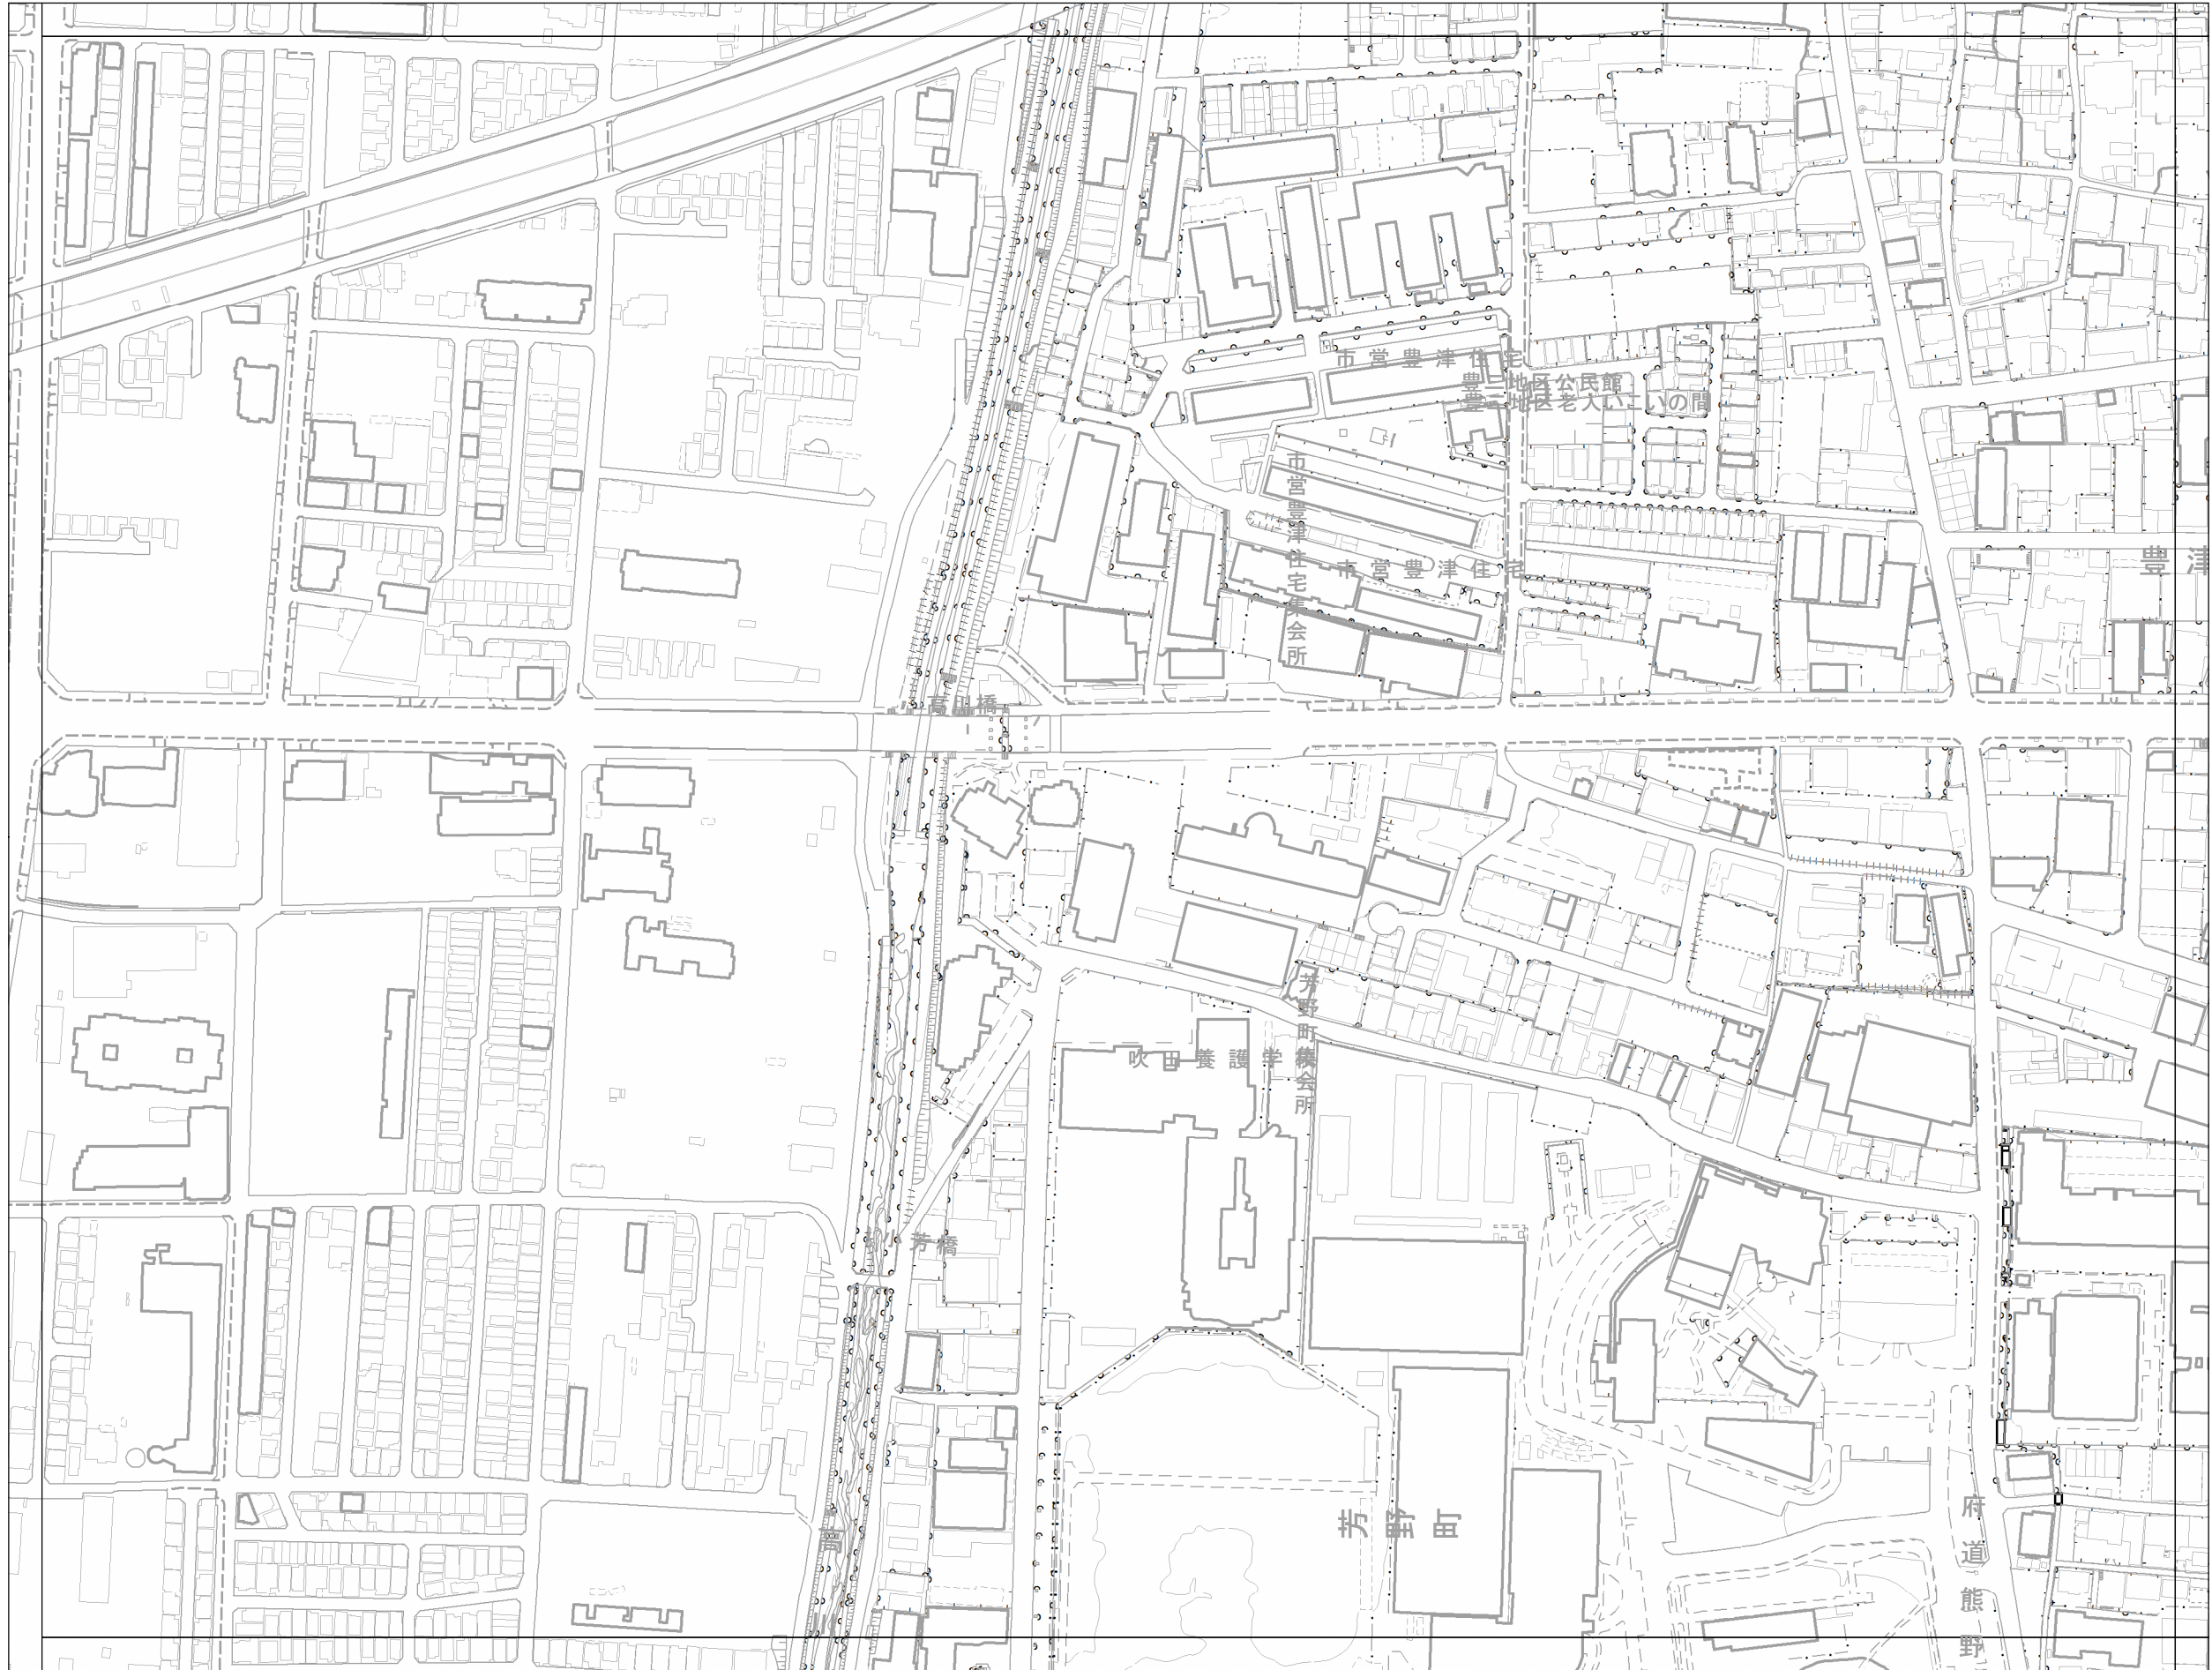 市営豊津住宅
豊二地区公民館
豊二地区老人いこいの間
市営豊津住宅集会所
市営豊津住宅
豊津
高川橋
芳野町集会所
吹田養護学校
小芳橋
芳野町
高
府道熊野